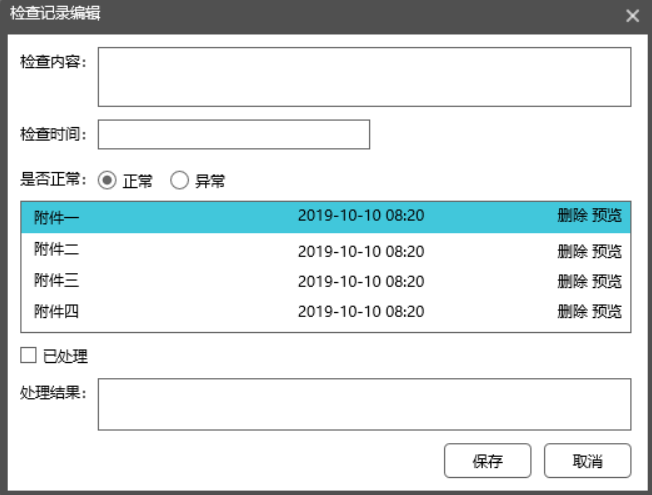 检查记录编辑
检查内容：
检查时间：
是否正常： 正常 异常
附件一 2019-10-10 08:20 删除 预览
附件二 2019-10-10 08:20 删除 预览
附件三 2019-10-10 08:20 删除 预览
附件四 2019-10-10 08:20 删除 预览
已处理
处理结果：
保存 取消